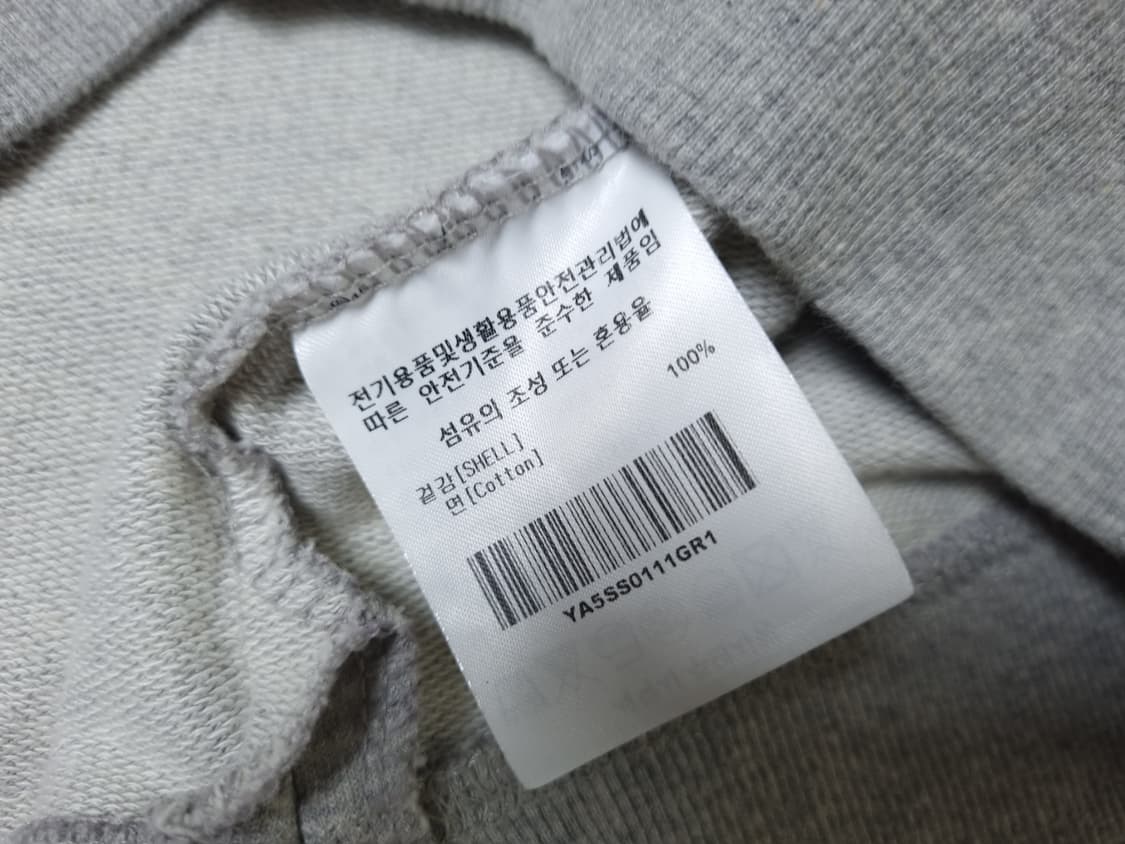 전기용품및생활용품안전관리법에
따른 안전기준을 준수한 제품임
섬유의 조성 또는 혼용율
겉감[SHELL]
면[Cotton] 100%
YA5SS0111GR1